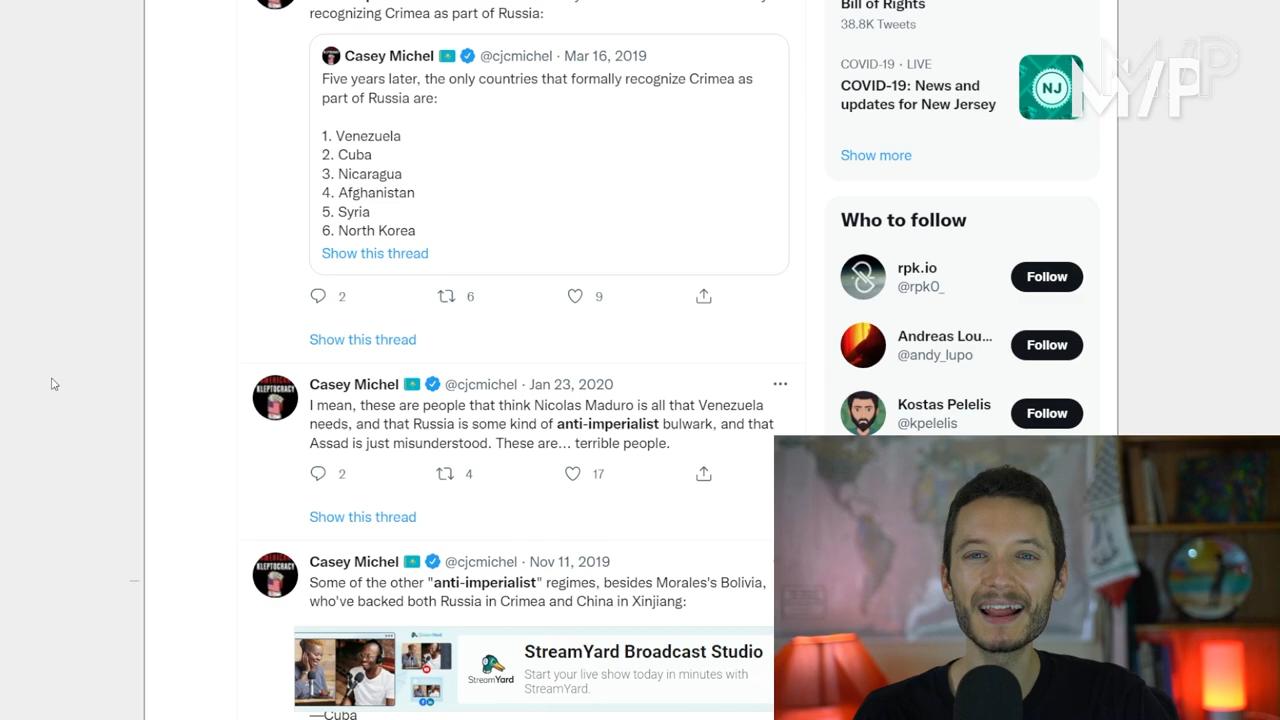 recognizing Crimea as part of Russia:
Casey Michel @cjcmichel · Mar 16, 2019
Five years later, the only countries that formally recognize Crimea as
part of Russia are:
1. Venezuela
2. Cuba
3. Nicaragua
4. Afghanistan
5. Syria
6. North Korea
Show this thread
2 6 9
Show this thread
Casey Michel @cjcmichel · Jan 23, 2020
I mean, these are people that think Nicolas Maduro is all that Venezuela
needs, and that Russia is some kind of anti-imperialist bulwark, and that
Assad is just misunderstood. These are... terrible people.
2 4 17
Show this thread
Casey Michel @cjcmichel · Nov 11, 2019
Some of the other "anti-imperialist" regimes, besides Morales's Bolivia,
who've backed both Russia in Crimea and China in Xinjiang:
StreamYard
StreamYard Broadcast Studio
Start your live show today in minutes with
StreamYard.
—Cuba
Bill of Rights
38.8K Tweets
COVID-19 · LIVE
COVID-19: News and
updates for New Jersey
NJ
M/P
Show more
Who to follow
rpk.io
@rpk0_
Follow
Andreas Lou...
@andy_lupo
Follow
Kostas Pelelis
@kpelelis
Follow
KLEPTOCRACY
KLEPTOCRACY